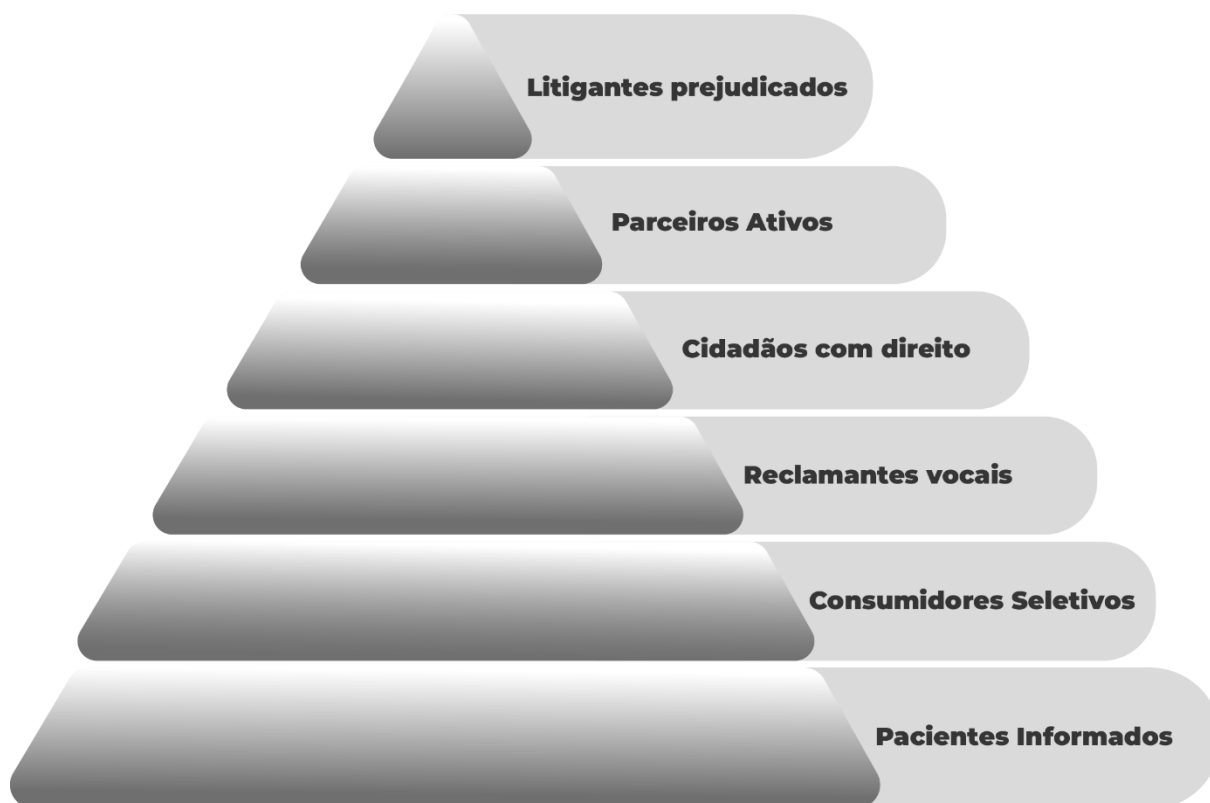 Litigantes prejudicados
Parceiros Ativos
Cidadãos com direito
Reclamantes vocais
Consumidores Seletivos
Pacientes Informados